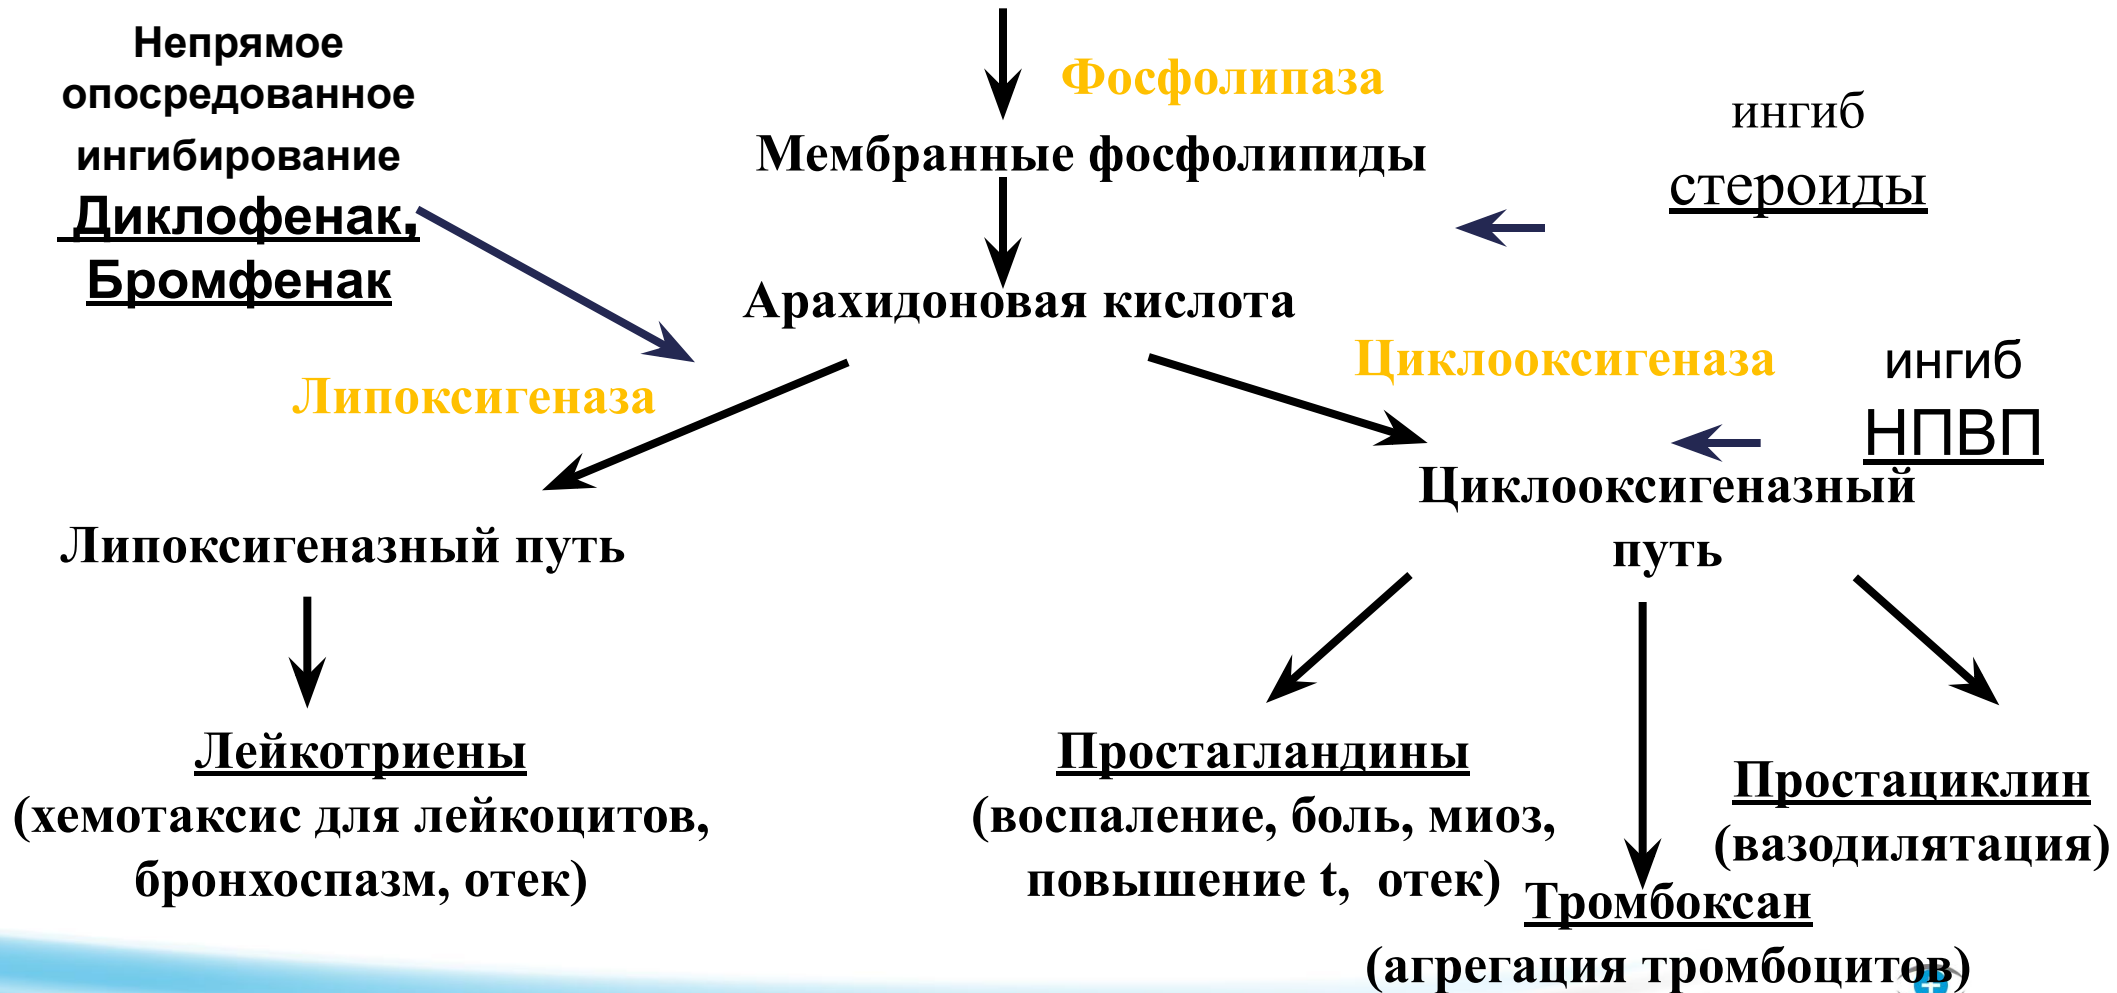 Непрямое
опосредованное
ингибирование
Диклофенак,
Бромфенак
Фосфолипаза
Мембранные фосфолипиды
ингиб
стероиды
Арахидоновая кислота
Липоксигеназа
Циклооксигеназа
ингиб
НПВП
Липоксигеназный путь
Циклооксигеназный
путь
Лейкотриены
(хемотаксис для лейкоцитов,
бронхоспазм, отек)
Простагландины
(воспаление, боль, миоз,
повышение t, отек)
Простациклин
(вазодилятация)
Тромбоксан
(агрегация тромбоцитов)